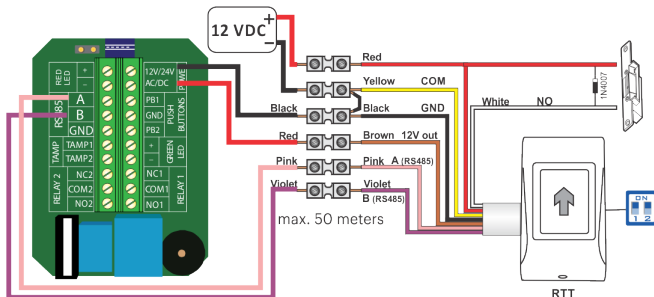 12 VDC
+
−
RED
LED
+
−
RS485
A
B
GND
TAMP
TAMP1
TAMP2
RELAY 2
NC2
COM2
NO2
12V/24V
AC/DC
POWE
PB1
GND
PB2
PUSH
BUTTONS
+
−
GREEN
LED
NC1
COM1
NO1
RELAY 1
Red
Yellow COM
Black Black GND
Red Brown 12V out
Pink Pink A (RS485)
Violet Violet
B (RS485)
max. 50 meters
White NO
1N4007
ON
1 2
RTT